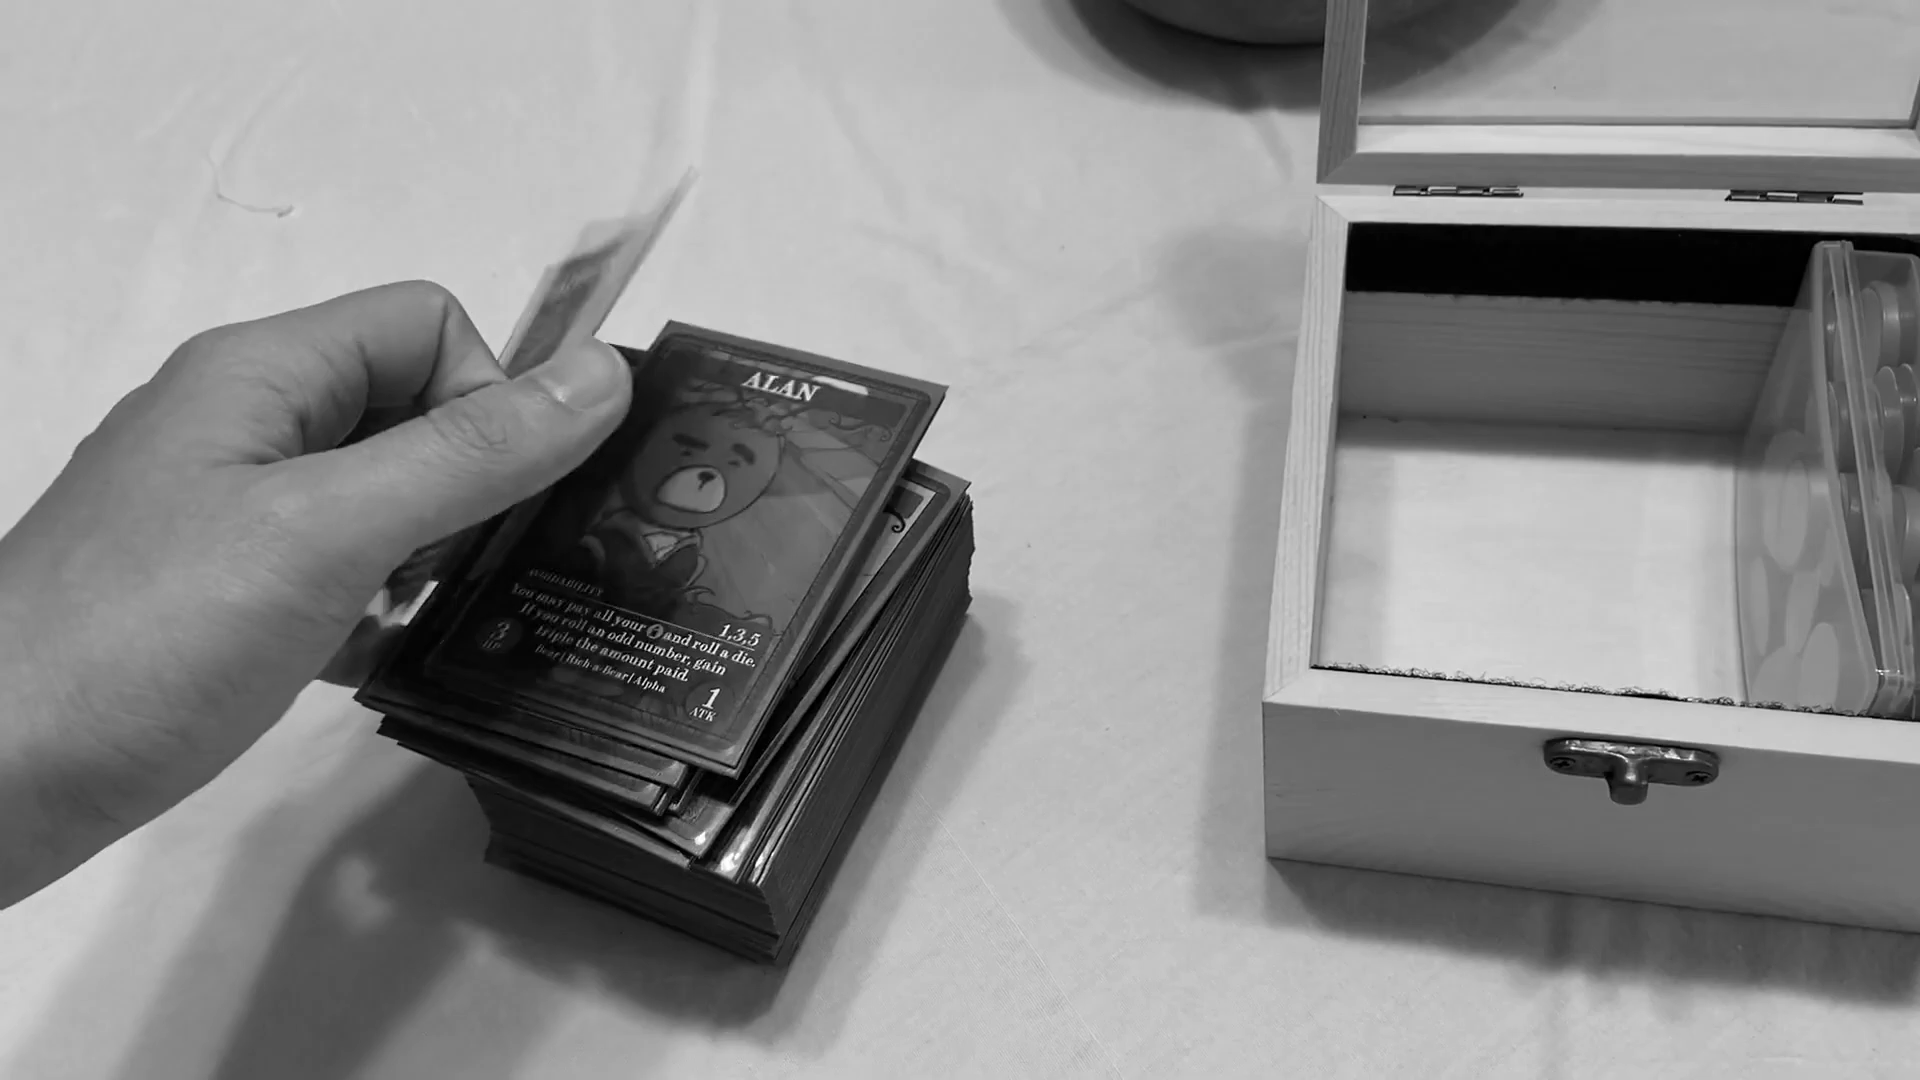 ALAN
You may pay all your and roll a die. 1,3,5
If you roll an odd number, gain
triple the amount paid.
Bear | Rich-a-Bear | Alpha
3
HP
1
ATK